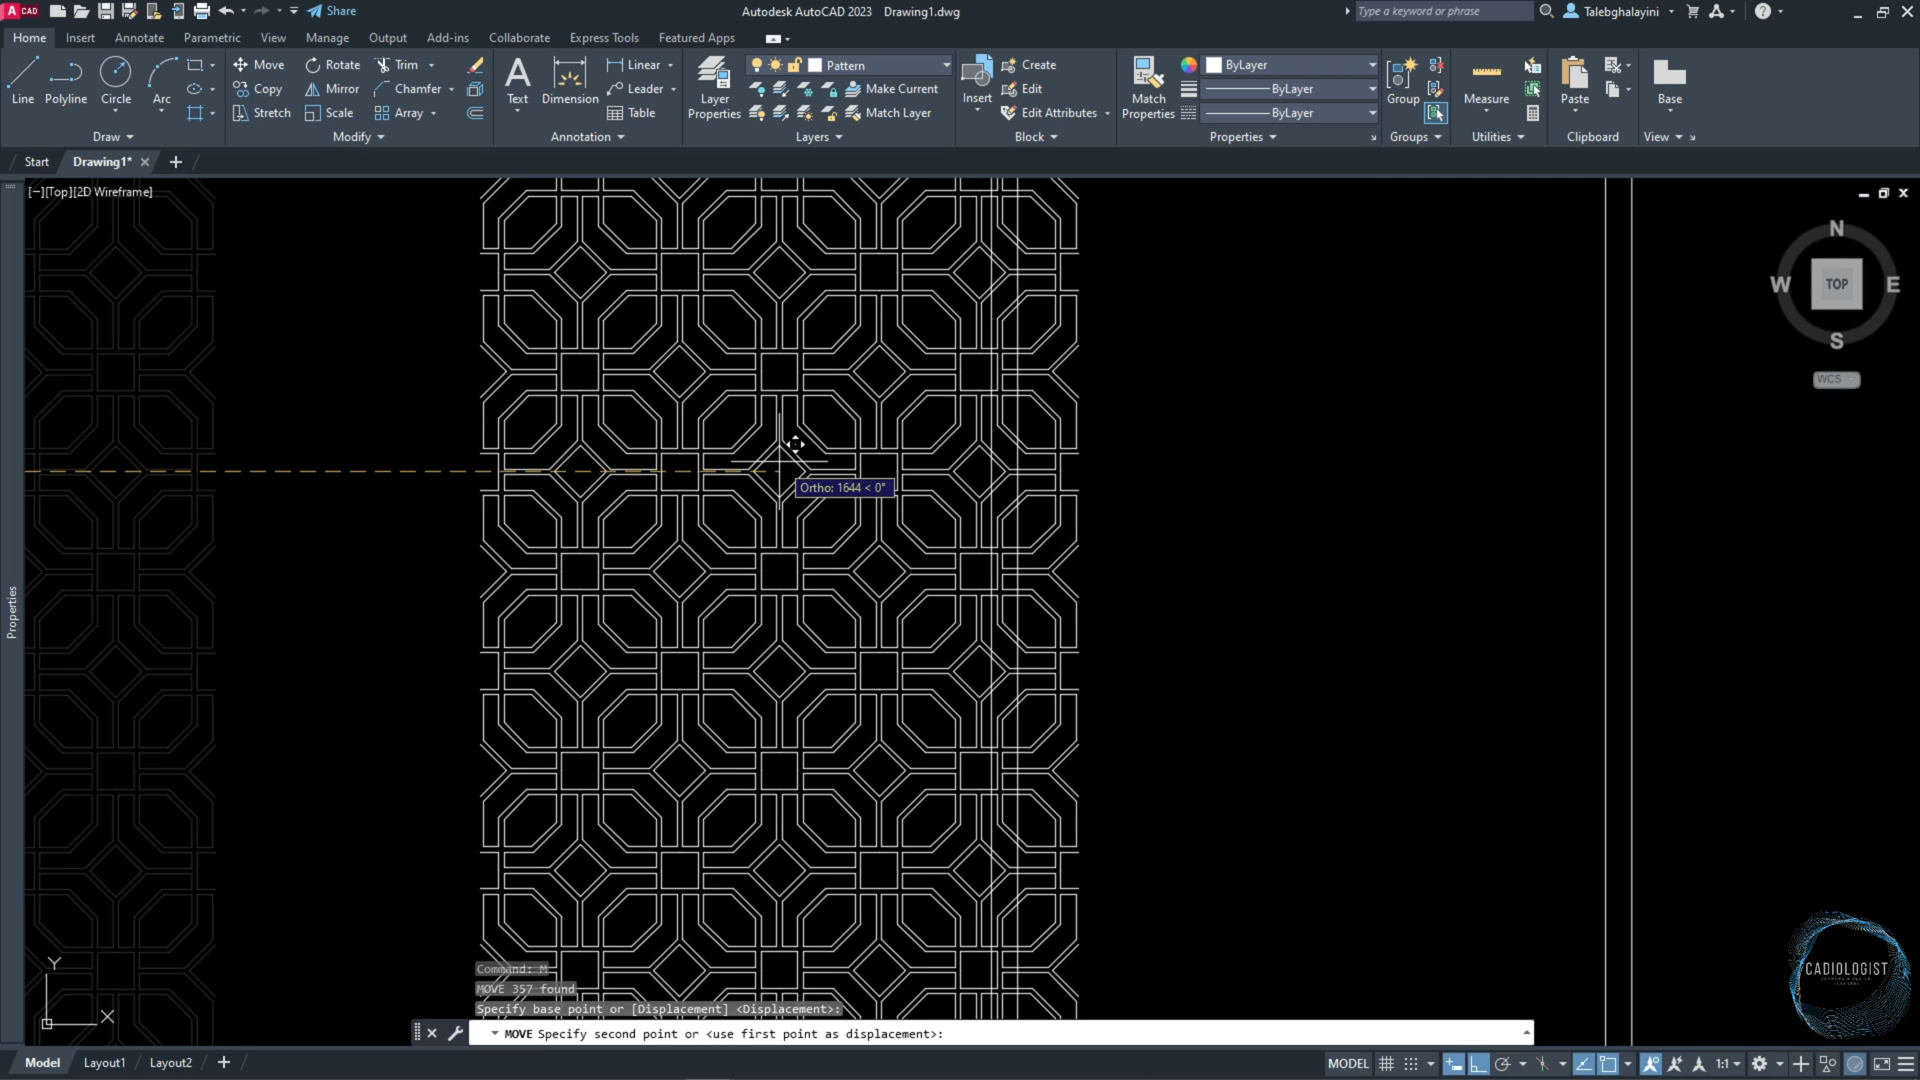 A CAD Share Autodesk AutoCAD 2023 Drawing1.dwg Type a keyword or phrase Talebghalayini
Home Insert Annotate Parametric View Manage Output Add-ins Collaborate Express Tools Featured Apps
Line Polyline Circle Arc
Draw
Move Rotate Trim
Copy Mirror Chamfer
Stretch Scale Array
Modify
Text Dimension
Linear
Leader
Table
Annotation
Layer Properties
Pattern
Make Current
Match Layer
Layers
Insert
Create
Edit
Edit Attributes
Block
Match Properties
ByLayer
ByLayer
ByLayer
Properties
Group
Groups
Measure
Utilities
Paste
Clipboard
Base
View
Start Drawing1*
[−][Top][2D Wireframe]
N
W TOP E
S
WCS
Ortho: 1644 < 0°
Properties
Y
X
CADIOLOGIST
Command: M
MOVE 357 found
Specify base point or [Displacement] <Displacement>:
MOVE Specify second point or <use first point as displacement>:
Model Layout1 Layout2 MODEL 1:1